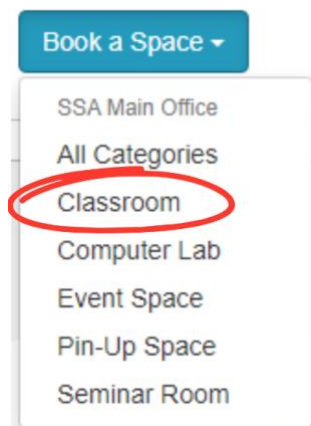 Book a Space
SSA Main Office
All Categories
Classroom
Computer Lab
Event Space
Pin-Up Space
Seminar Room